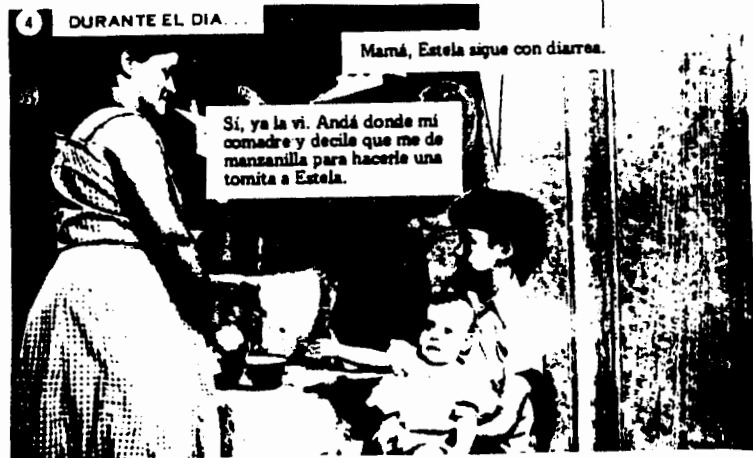 4 DURANTE EL DIA...
Mamá, Estela sigue con diarrea.
Sí, ya la vi. Andá donde mi
comadre y decile que me de
manzanilla para hacerle una
tomita a Estela.